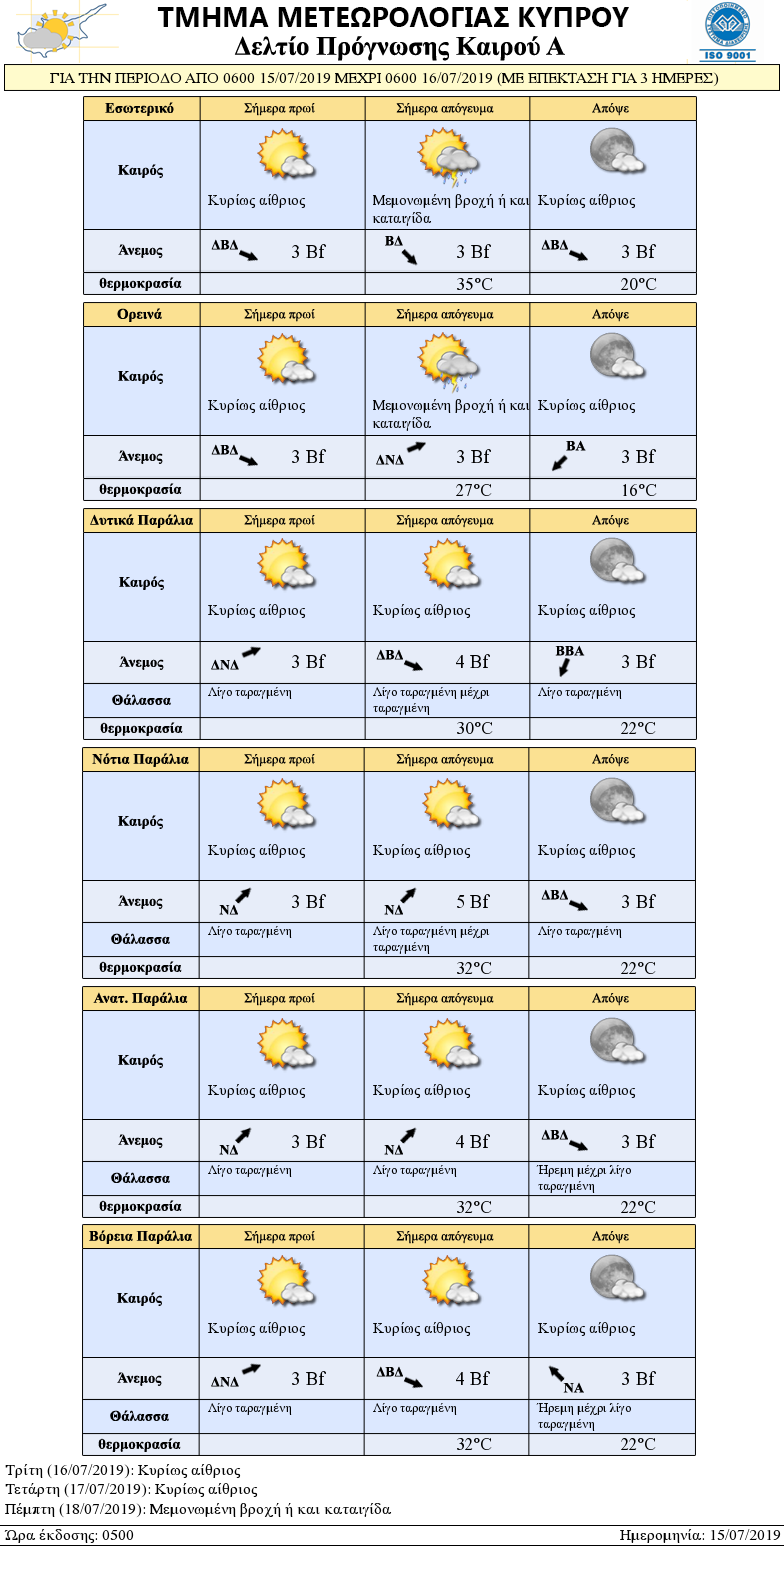 ΤΜΗΜΑ ΜΕΤΕΩΡΟΛΟΓΙΑΣ ΚΥΠΡΟΥ
Δελτίο Πρόγνωσης Καιρού Α
ISO 9001
ΓΙΑ ΤΗΝ ΠΕΡΙΟΔΟ ΑΠΟ 0600 15/07/2019 ΜΕΧΡΙ 0600 16/07/2019 (ΜΕ ΕΠΕΚΤΑΣΗ ΓΙΑ 3 ΗΜΕΡΕΣ)
Εσωτερικό Σήμερα πρωί Σήμερα απόγευμα Απόψε
Καιρός
Κυρίως αίθριος Μεμονωμένη βροχή ή και Κυρίως αίθριος
καταιγίδα
Άνεμος ΔΒΔ 3 Bf ΒΔ 3 Bf ΔΒΔ 3 Bf
θερμοκρασία 35°C 20°C
Ορεινά Σήμερα πρωί Σήμερα απόγευμα Απόψε
Καιρός
Κυρίως αίθριος Μεμονωμένη βροχή ή και Κυρίως αίθριος
καταιγίδα
Άνεμος ΔΒΔ 3 Bf ΔΝΔ 3 Bf ΒΑ 3 Bf
θερμοκρασία 27°C 16°C
Δυτικά Παράλια Σήμερα πρωί Σήμερα απόγευμα Απόψε
Καιρός
Κυρίως αίθριος Κυρίως αίθριος Κυρίως αίθριος
Άνεμος ΔΝΔ 3 Bf ΔΒΔ 4 Bf ΒΒΑ 3 Bf
Θάλασσα Λίγο ταραγμένη Λίγο ταραγμένη μέχρι Λίγο ταραγμένη
ταραγμένη
θερμοκρασία 30°C 22°C
Νότια Παράλια Σήμερα πρωί Σήμερα απόγευμα Απόψε
Καιρός
Κυρίως αίθριος Κυρίως αίθριος Κυρίως αίθριος
Άνεμος ΝΔ 3 Bf ΝΔ 5 Bf ΔΒΔ 3 Bf
Θάλασσα Λίγο ταραγμένη Λίγο ταραγμένη μέχρι Λίγο ταραγμένη
ταραγμένη
θερμοκρασία 32°C 22°C
Ανατ. Παράλια Σήμερα πρωί Σήμερα απόγευμα Απόψε
Καιρός
Κυρίως αίθριος Κυρίως αίθριος Κυρίως αίθριος
Άνεμος ΝΔ 3 Bf ΝΔ 4 Bf ΔΒΔ 3 Bf
Θάλασσα Λίγο ταραγμένη Λίγο ταραγμένη Ήρεμη μέχρι λίγο
ταραγμένη
θερμοκρασία 32°C 22°C
Βόρεια Παράλια Σήμερα πρωί Σήμερα απόγευμα Απόψε
Καιρός
Κυρίως αίθριος Κυρίως αίθριος Κυρίως αίθριος
Άνεμος ΔΝΔ 3 Bf ΔΒΔ 4 Bf ΝΑ 3 Bf
Θάλασσα Λίγο ταραγμένη Λίγο ταραγμένη Ήρεμη μέχρι λίγο
ταραγμένη
θερμοκρασία 32°C 22°C
Τρίτη (16/07/2019): Κυρίως αίθριος
Τετάρτη (17/07/2019): Κυρίως αίθριος
Πέμπτη (18/07/2019): Μεμονωμένη βροχή ή και καταιγίδα
Ώρα έκδοσης: 0500 Ημερομηνία: 15/07/2019